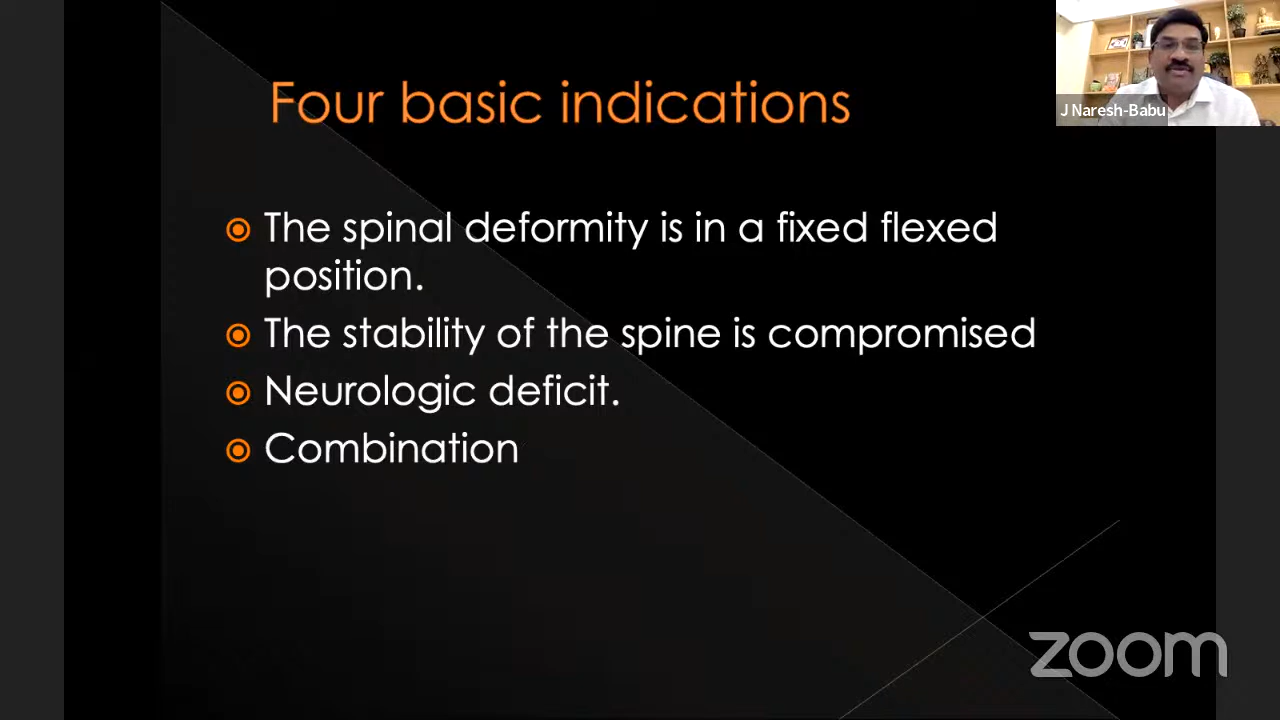 Four basic indications
J Naresh-Babu
The spinal deformity is in a fixed flexed
position.
The stability of the spine is compromised
Neurologic deficit.
Combination
zoom